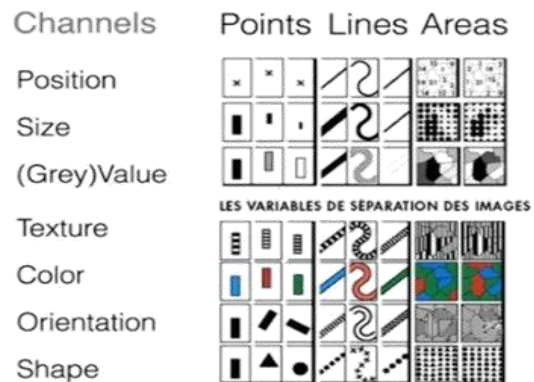 Channels Points Lines Areas
Position
Size
(Grey)Value
LES VARIABLES DE SÉPARATION DES IMAGES
Texture
Color
Orientation
Shape